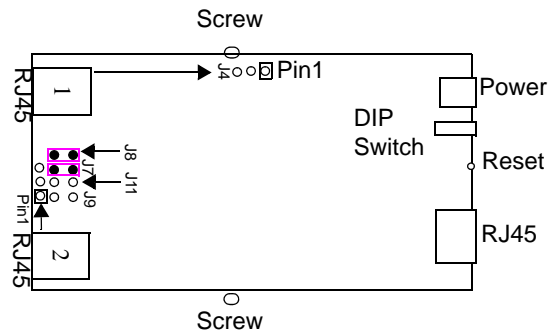 Screw
RJ45
1
J4
Pin1
Power
DIP
Switch
J8
J7
J11
J9
Reset
Pin1
RJ45
2
RJ45
Screw